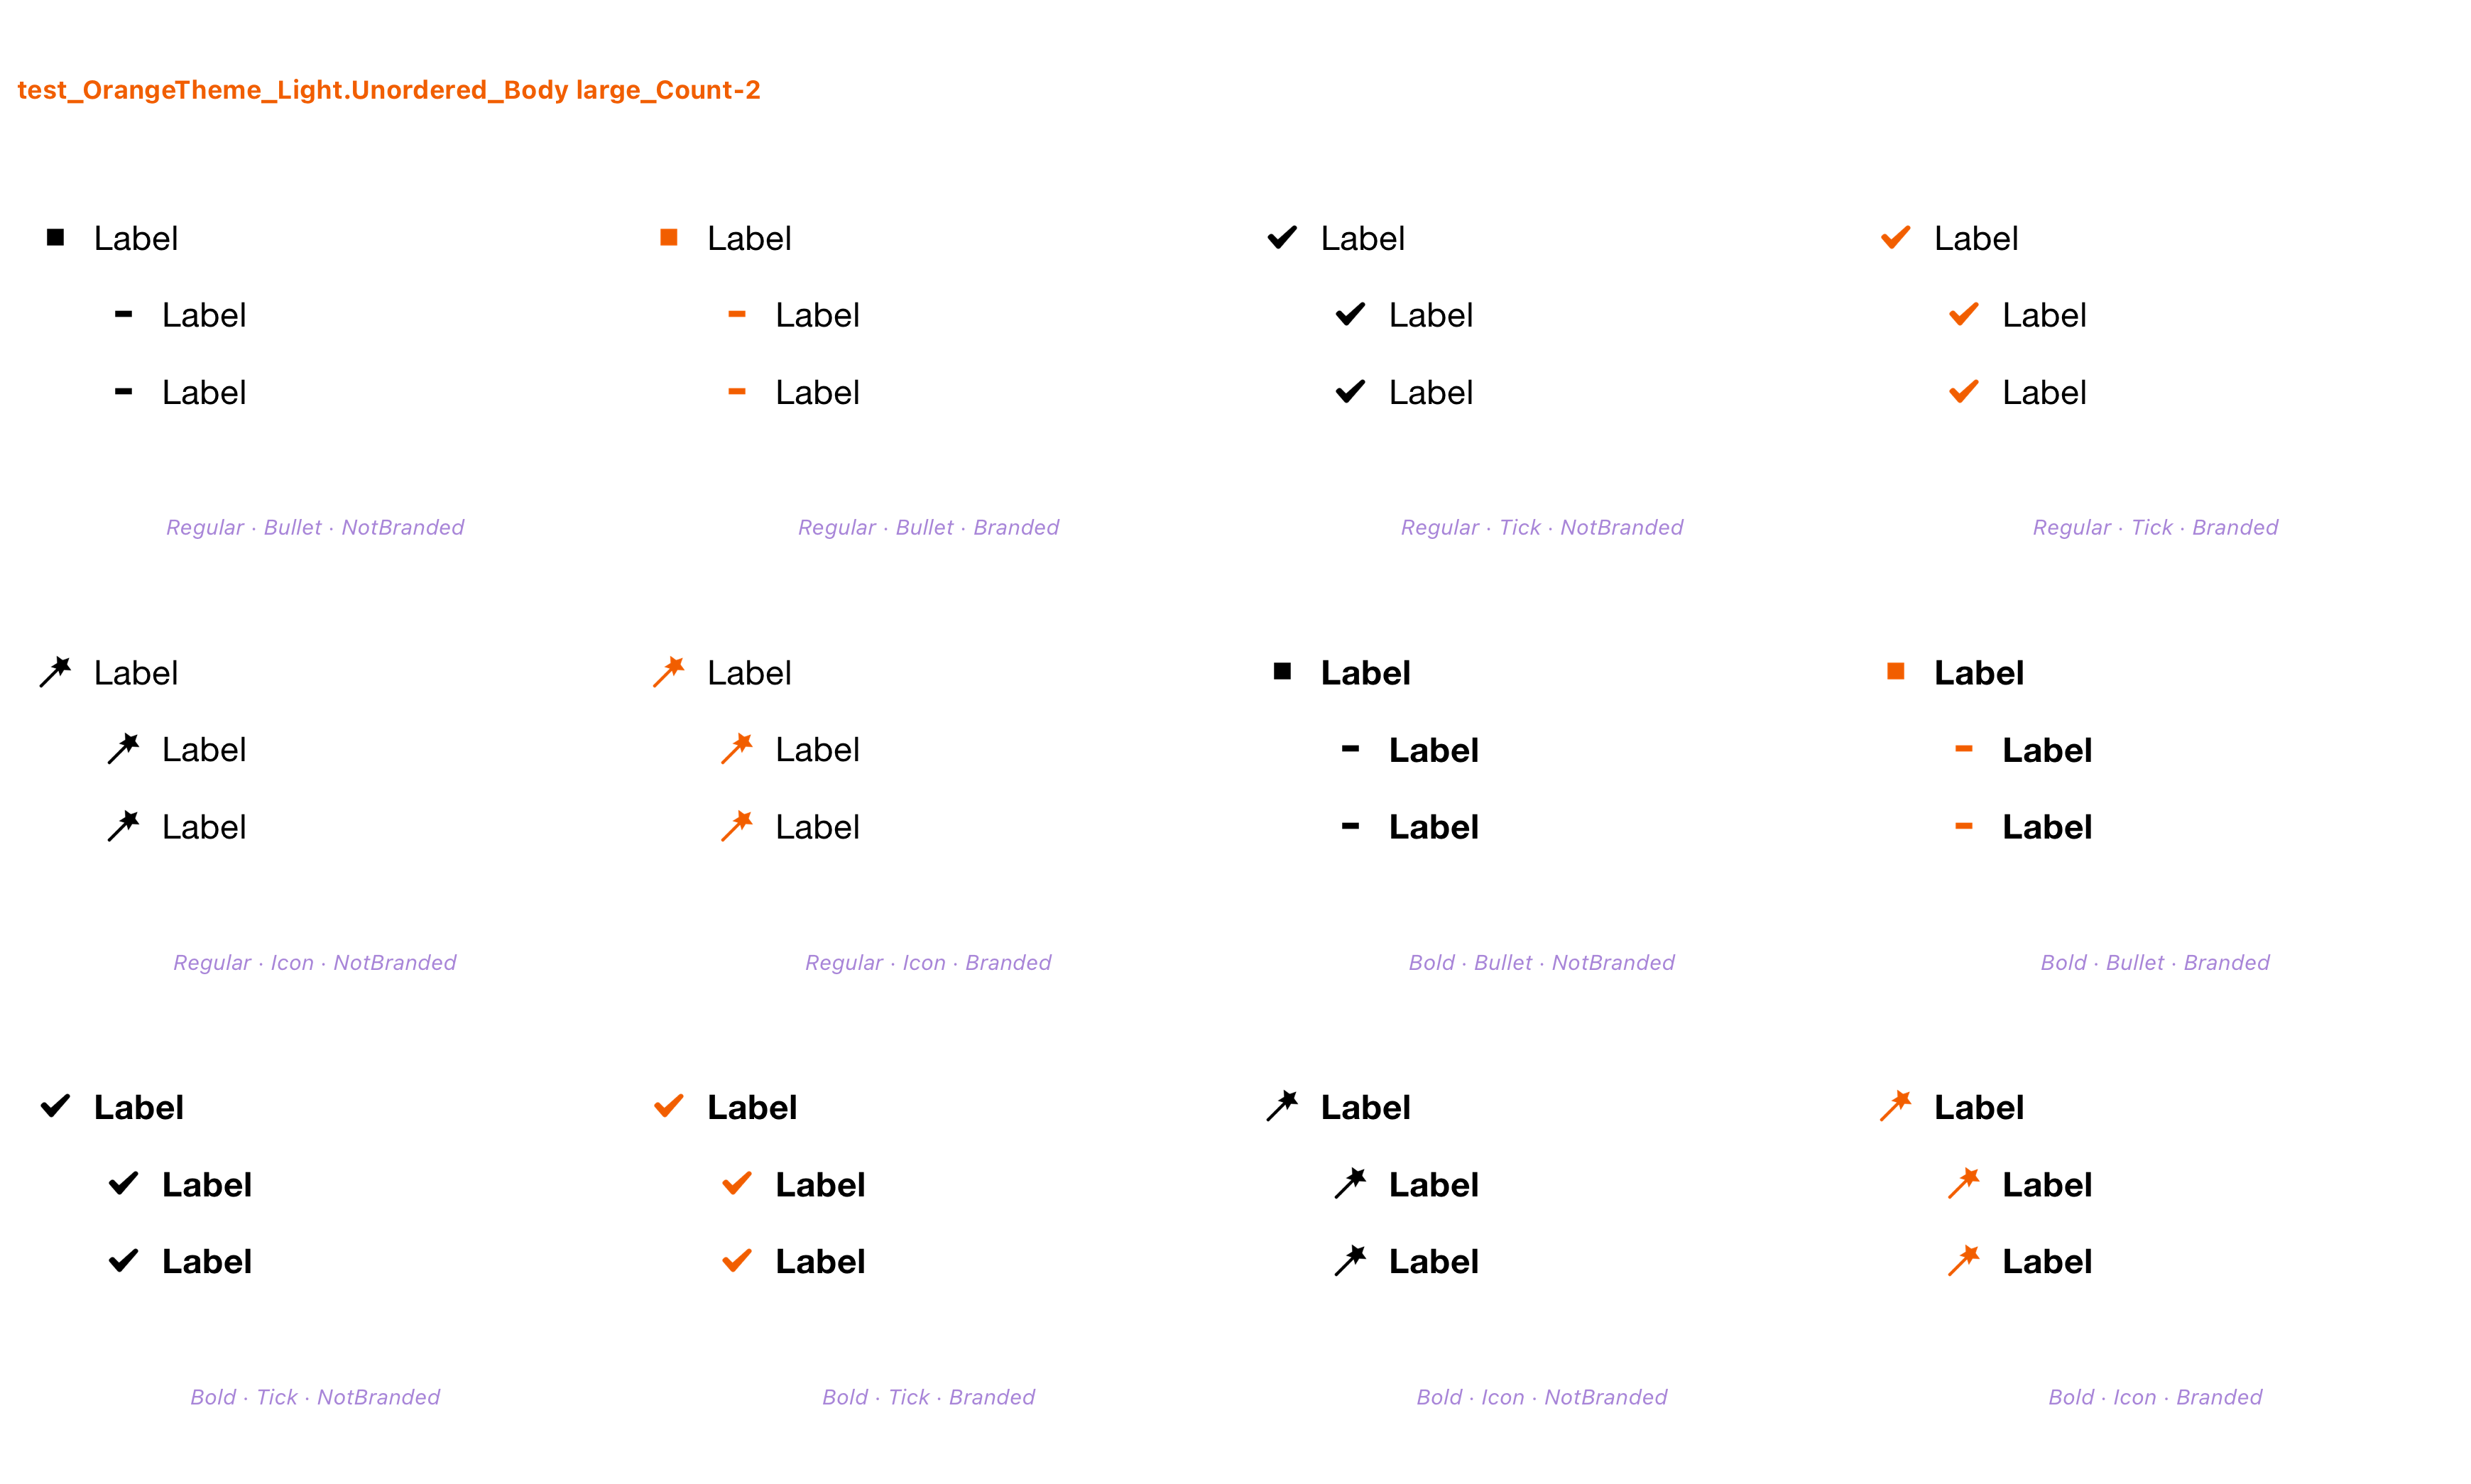 test_OrangeTheme_Light.Unordered_Body large_Count-2
Label
Label
Label
Regular · Bullet · NotBranded
Label
Label
Label
Regular · Bullet · Branded
Label
Label
Label
Regular · Tick · NotBranded
Label
Label
Label
Regular · Tick · Branded
Label
Label
Label
Regular · Icon · NotBranded
Label
Label
Label
Regular · Icon · Branded
Label
Label
Label
Bold · Bullet · NotBranded
Label
Label
Label
Bold · Bullet · Branded
Label
Label
Label
Bold · Tick · NotBranded
Label
Label
Label
Bold · Tick · Branded
Label
Label
Label
Bold · Icon · NotBranded
Label
Label
Label
Bold · Icon · Branded